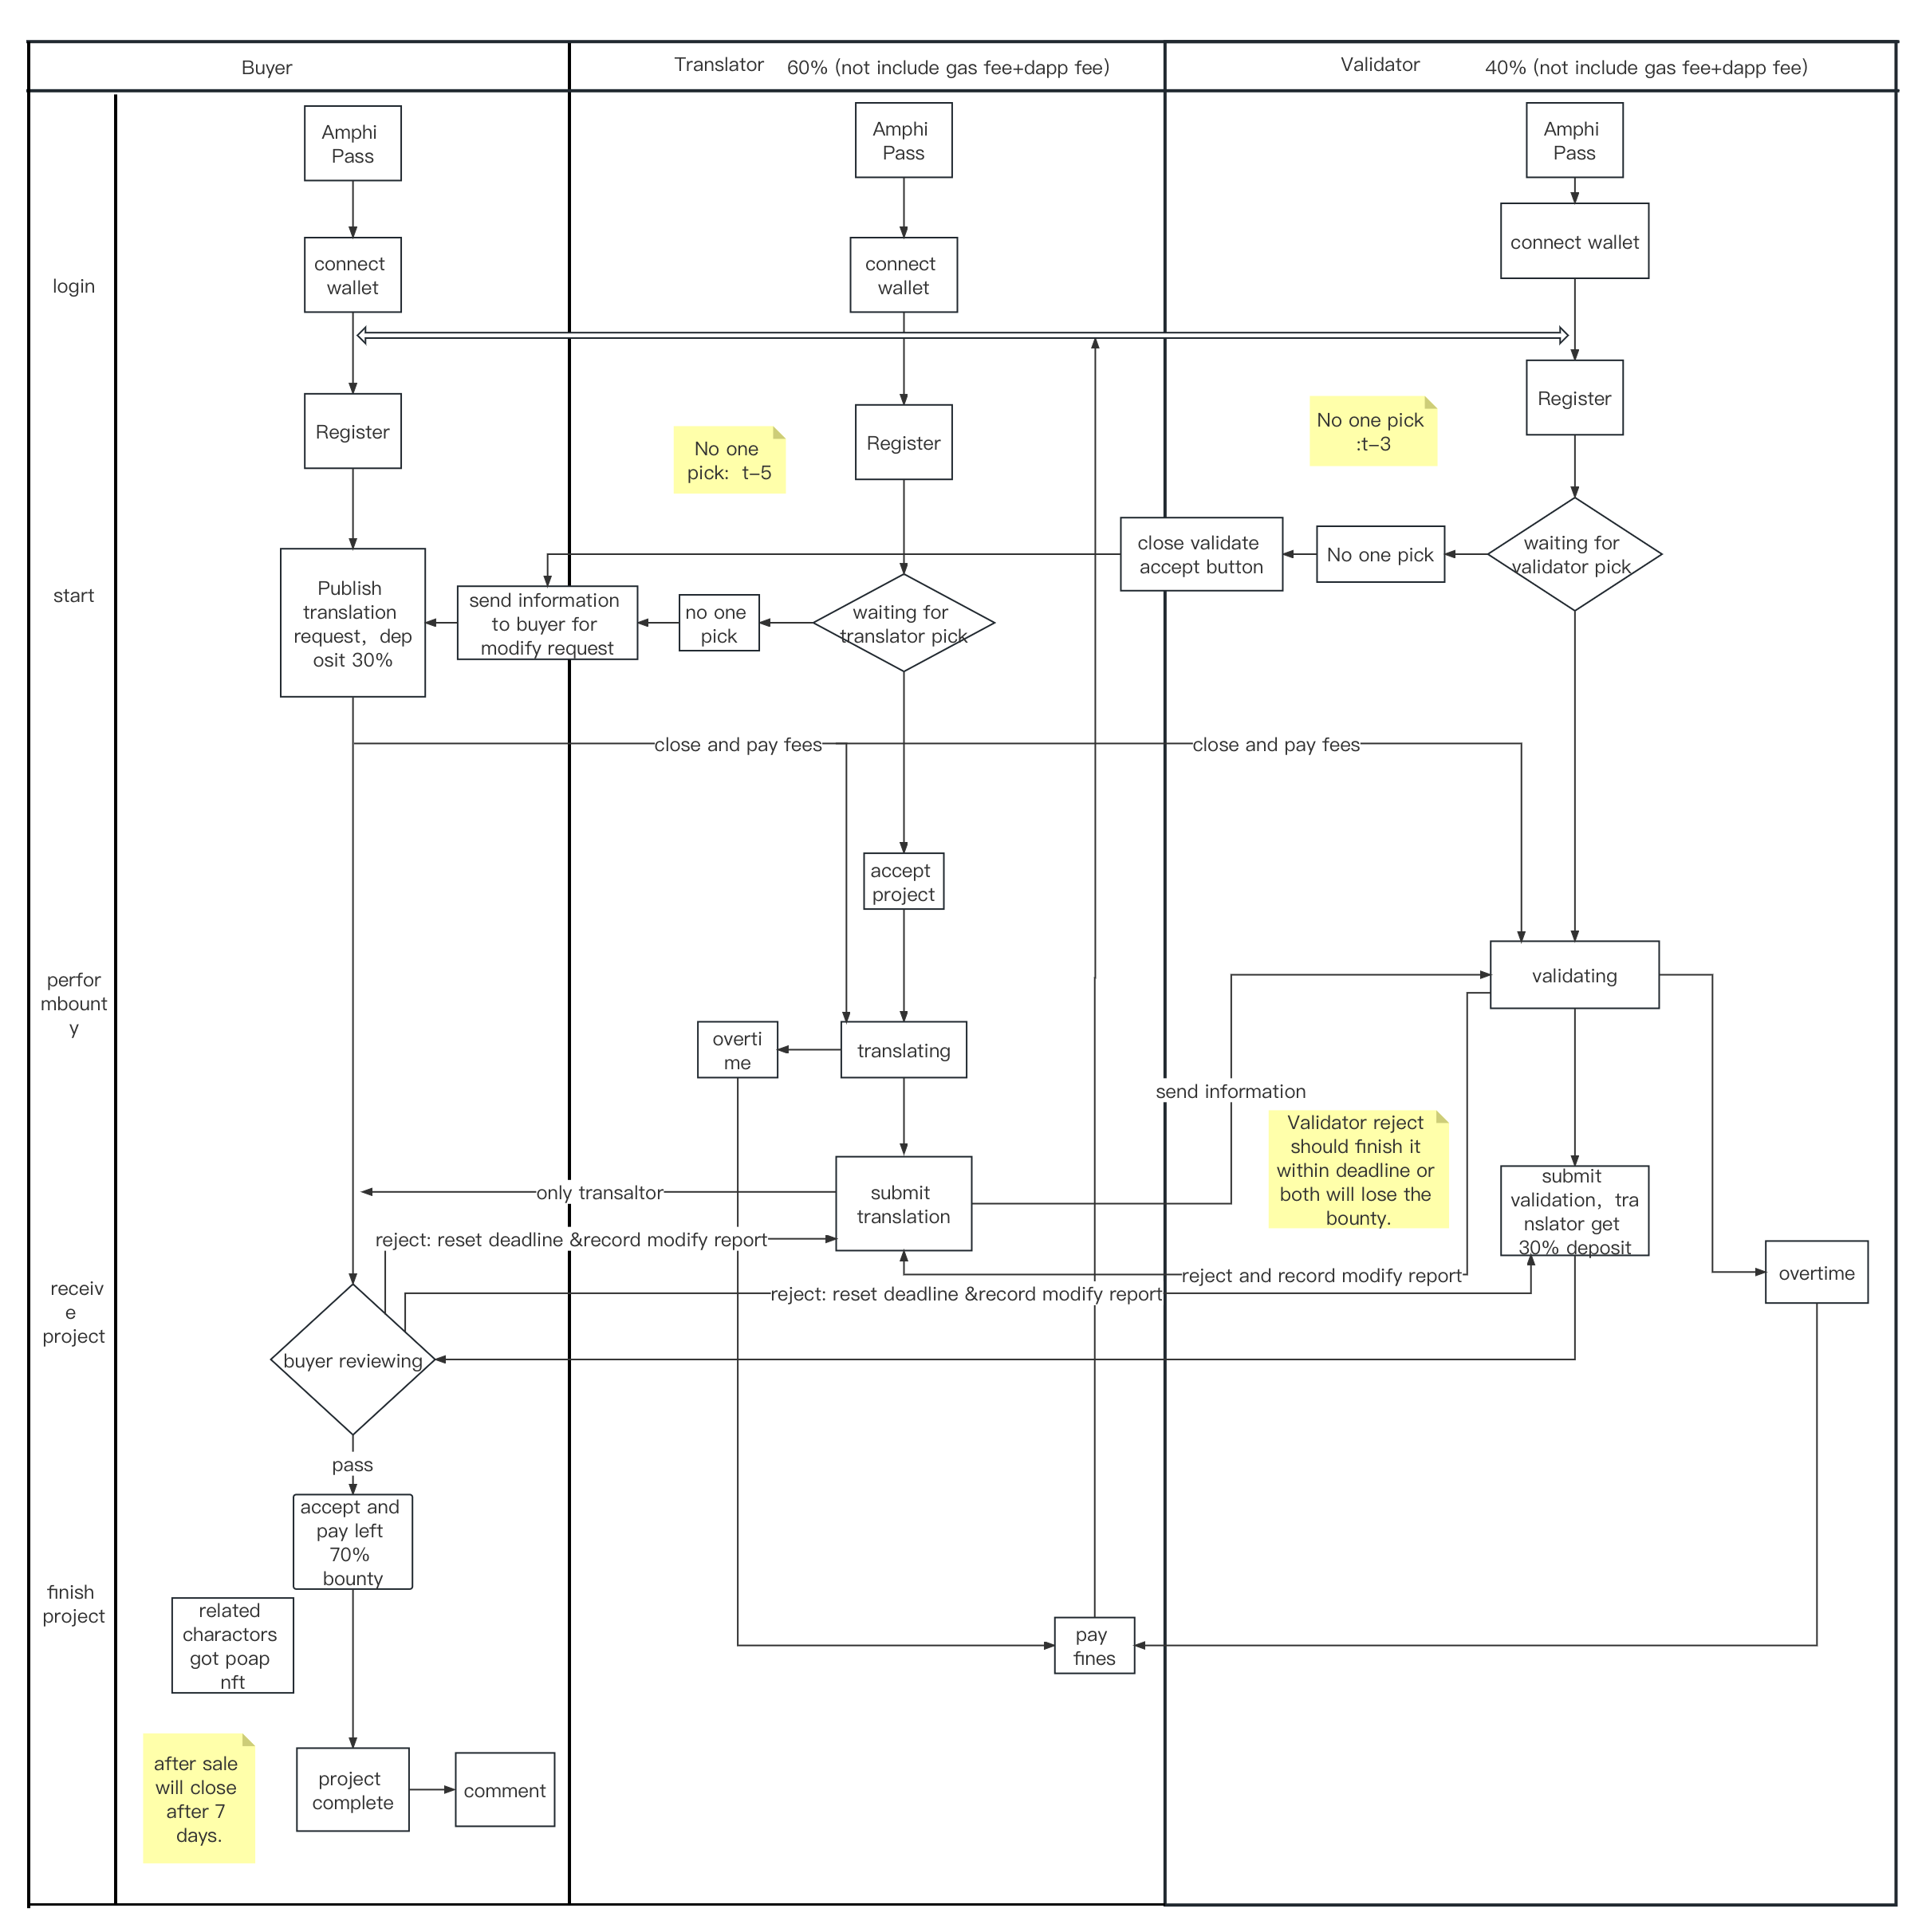 Buyer
Translator
60% (not include gas fee+dapp fee)
Validator
40% (not include gas fee+dapp fee)
Amphi
Pass
Amphi
Pass
Amphi
Pass
login
connect
wallet
connect
wallet
connect wallet
Register
Register
Register
No one
pick:  t-5
No one pick
:t-3
start
Publish
translation
request，dep
osit 30%
send information
to buyer for
modify request
no one
pick
waiting for
translator pick
close validate
accept button
No one pick
waiting for
validator pick
close and pay fees
close and pay fees
accept
project
perfor
mbount
y
overti
me
translating
validating
send information
Validator reject
should finish it
within deadline or
both will lose the
bounty.
only transaltor
submit
translation
submit
validation，tra
nslator get
30% deposit
reject: reset deadline &record modify report
reject and record modify report
reject: reset deadline &record modify report
overtime
receiv
e
project
buyer reviewing
pass
accept and
pay left
70%
bounty
finish
project
related
charactors
got poap
nft
pay
fines
after sale
will close
after 7
days.
project
complete
comment